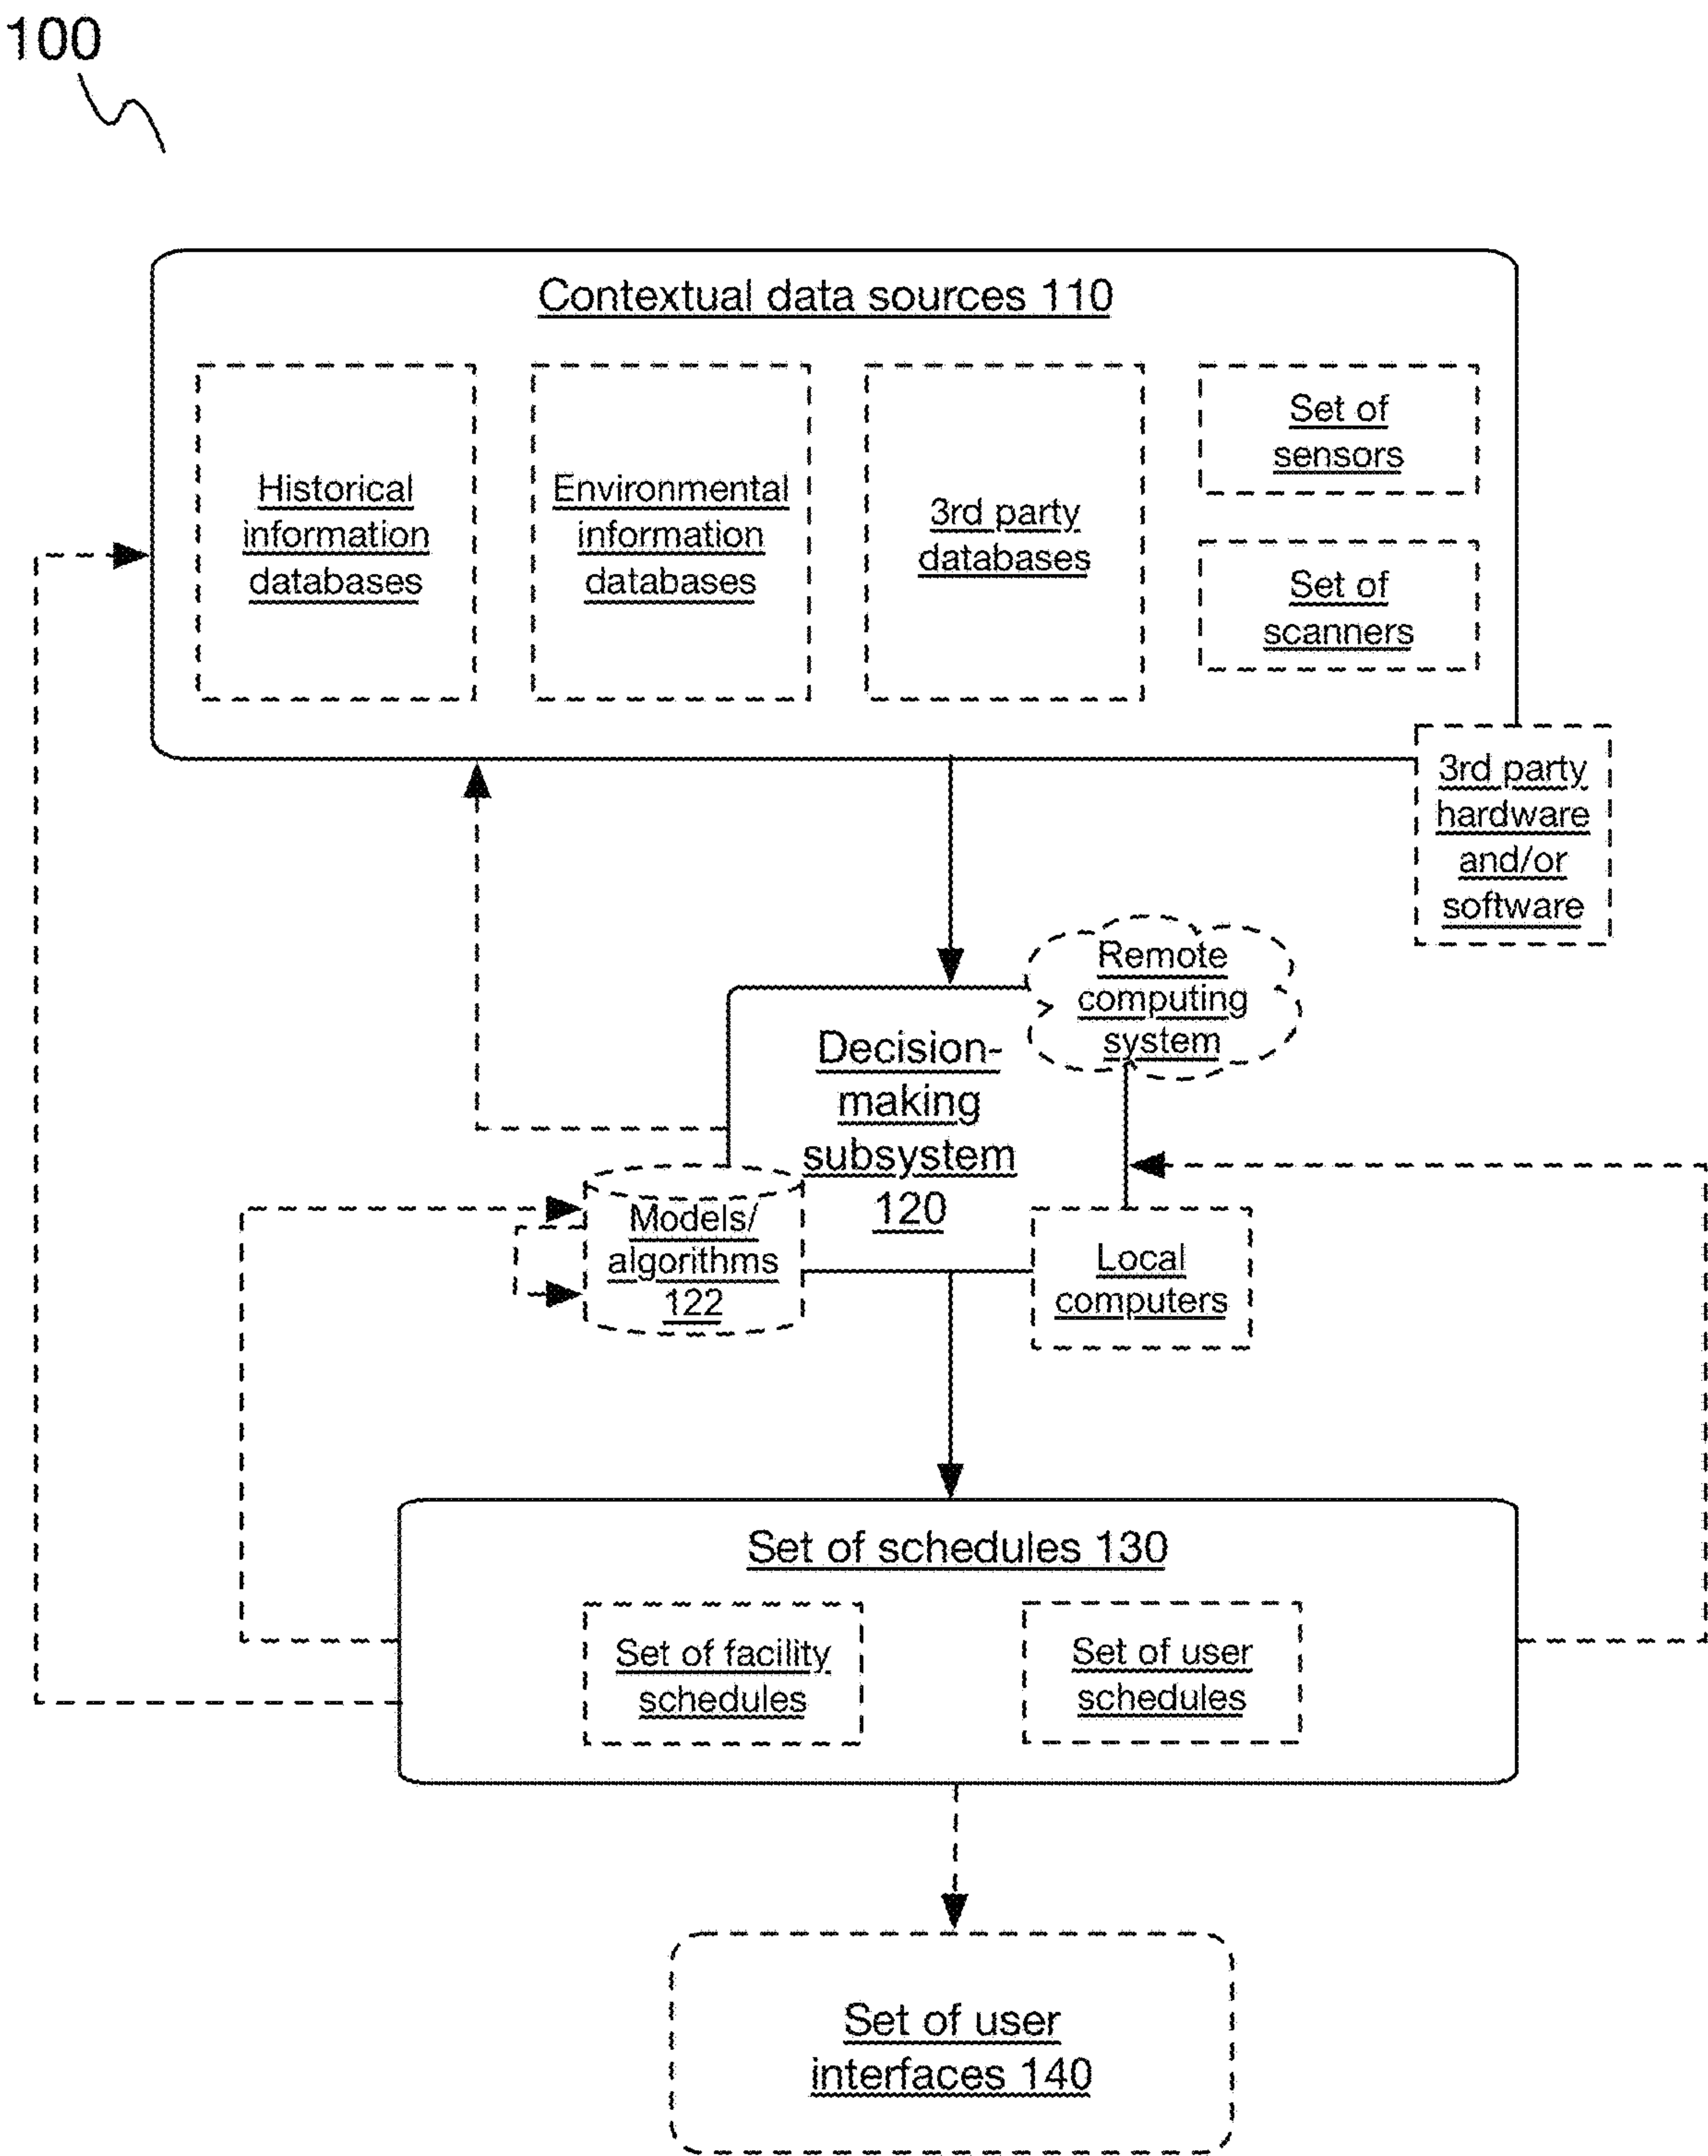 100
Contextual data sources 110
Historical
information
databases
Environmental
information
databases
3rd party
databases
Set of
sensors
Set of
scanners
3rd party
hardware
and/or
software
Remote
computing
system
Decision-
making
subsystem
120
Models/
algorithms
122
Local
computers
Set of schedules 130
Set of facility
schedules
Set of user
schedules
Set of user
interfaces 140